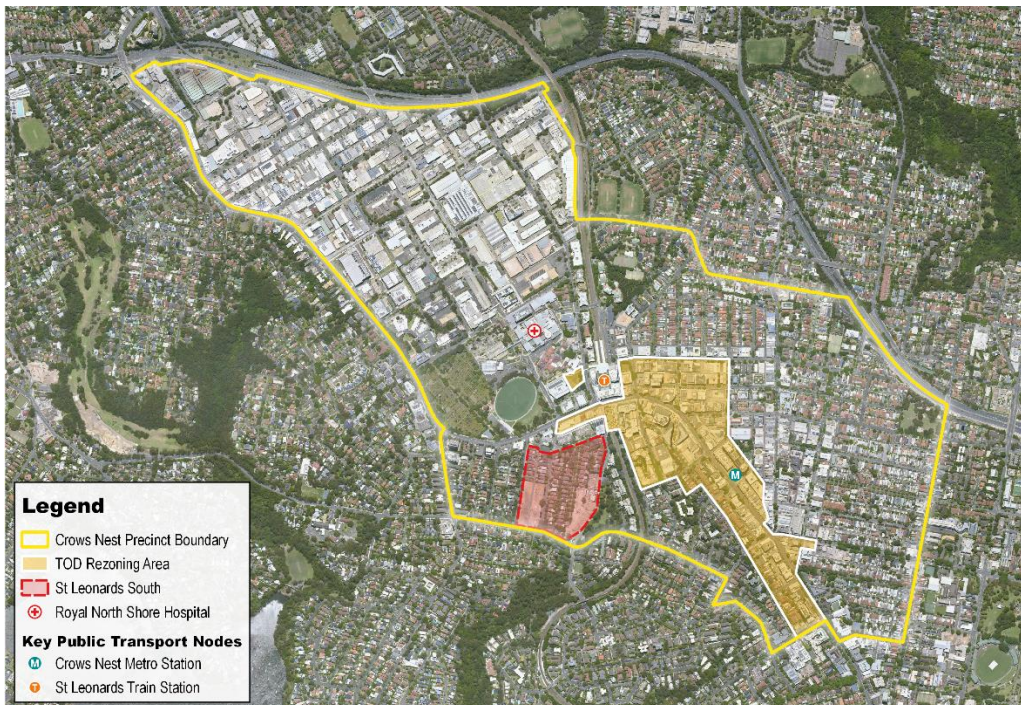 Legend
Crows Nest Precinct Boundary
TOD Rezoning Area
St Leonards South
Royal North Shore Hospital
Key Public Transport Nodes
M Crows Nest Metro Station
T St Leonards Train Station
T
M